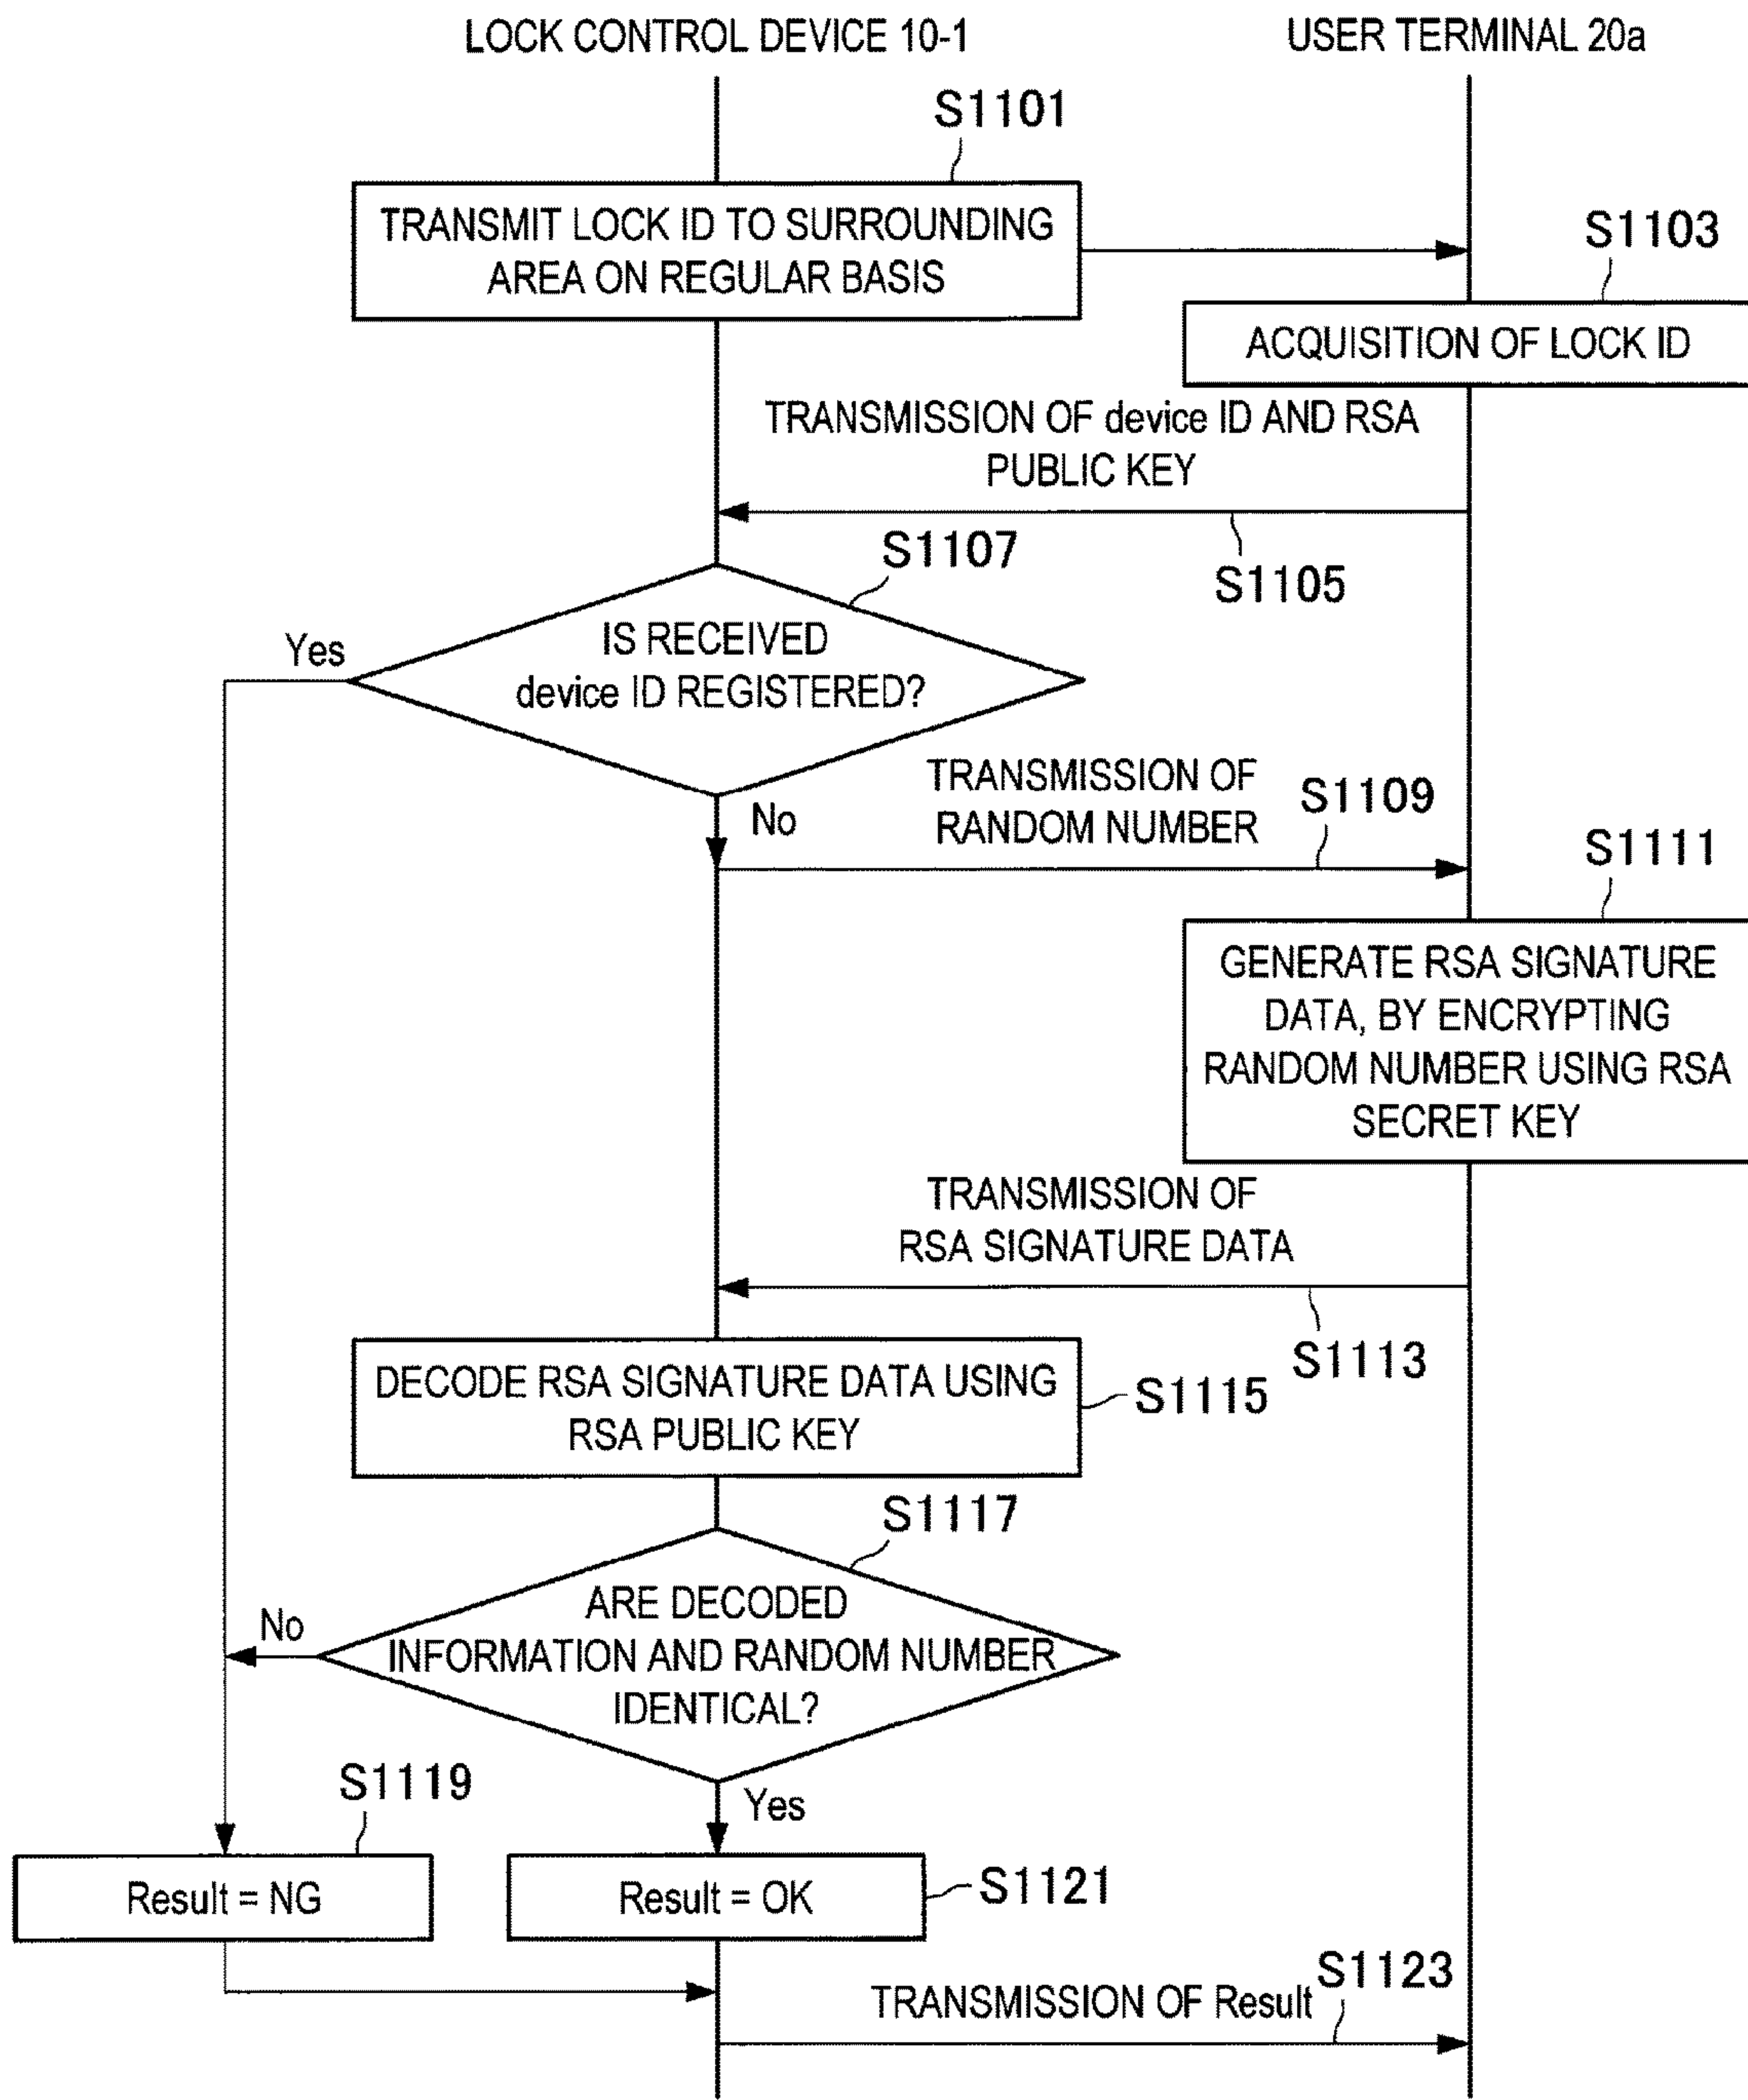 LOCK CONTROL DEVICE 10-1
USER TERMINAL 20a
S1101
TRANSMIT LOCK ID TO SURROUNDING
AREA ON REGULAR BASIS
S1103
ACQUISITION OF LOCK ID
TRANSMISSION OF device ID AND RSA
PUBLIC KEY
S1105
S1107
IS RECEIVED
device ID REGISTERED?
Yes
No
TRANSMISSION OF
RANDOM NUMBER
S1109
S1111
GENERATE RSA SIGNATURE
DATA, BY ENCRYPTING
RANDOM NUMBER USING RSA
SECRET KEY
TRANSMISSION OF
RSA SIGNATURE DATA
S1113
DECODE RSA SIGNATURE DATA USING
RSA PUBLIC KEY
S1115
S1117
ARE DECODED
INFORMATION AND RANDOM NUMBER
IDENTICAL?
No
Yes
S1119
Result = NG
Result = OK
S1121
TRANSMISSION OF Result
S1123